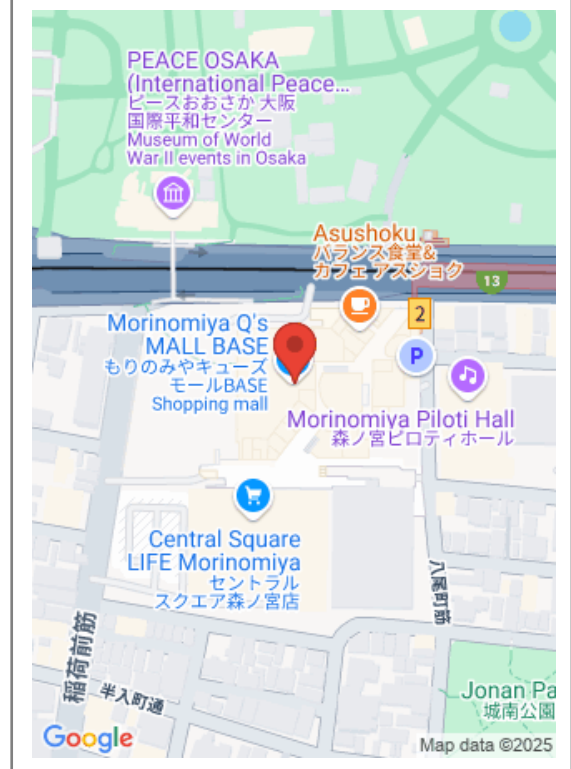 PEACE OSAKA
(International Peace...
ピースおおさか 大阪
国際平和センター
Museum of World
War II events in Osaka
Asushoku
バランス食堂&
カフェ アスショク
13
2
Morinomiya Q's
MALL BASE
もりのみやキューズ
モールBASE
Shopping mall
P
Morinomiya Piloti Hall
森ノ宮ピロティホール
Central Square
LIFE Morinomiya
セントラル
スクエア森ノ宮店
八尾町筋
稲荷前筋
半入町通
Jonan Pa
城南公園
Google
Map data ©2025